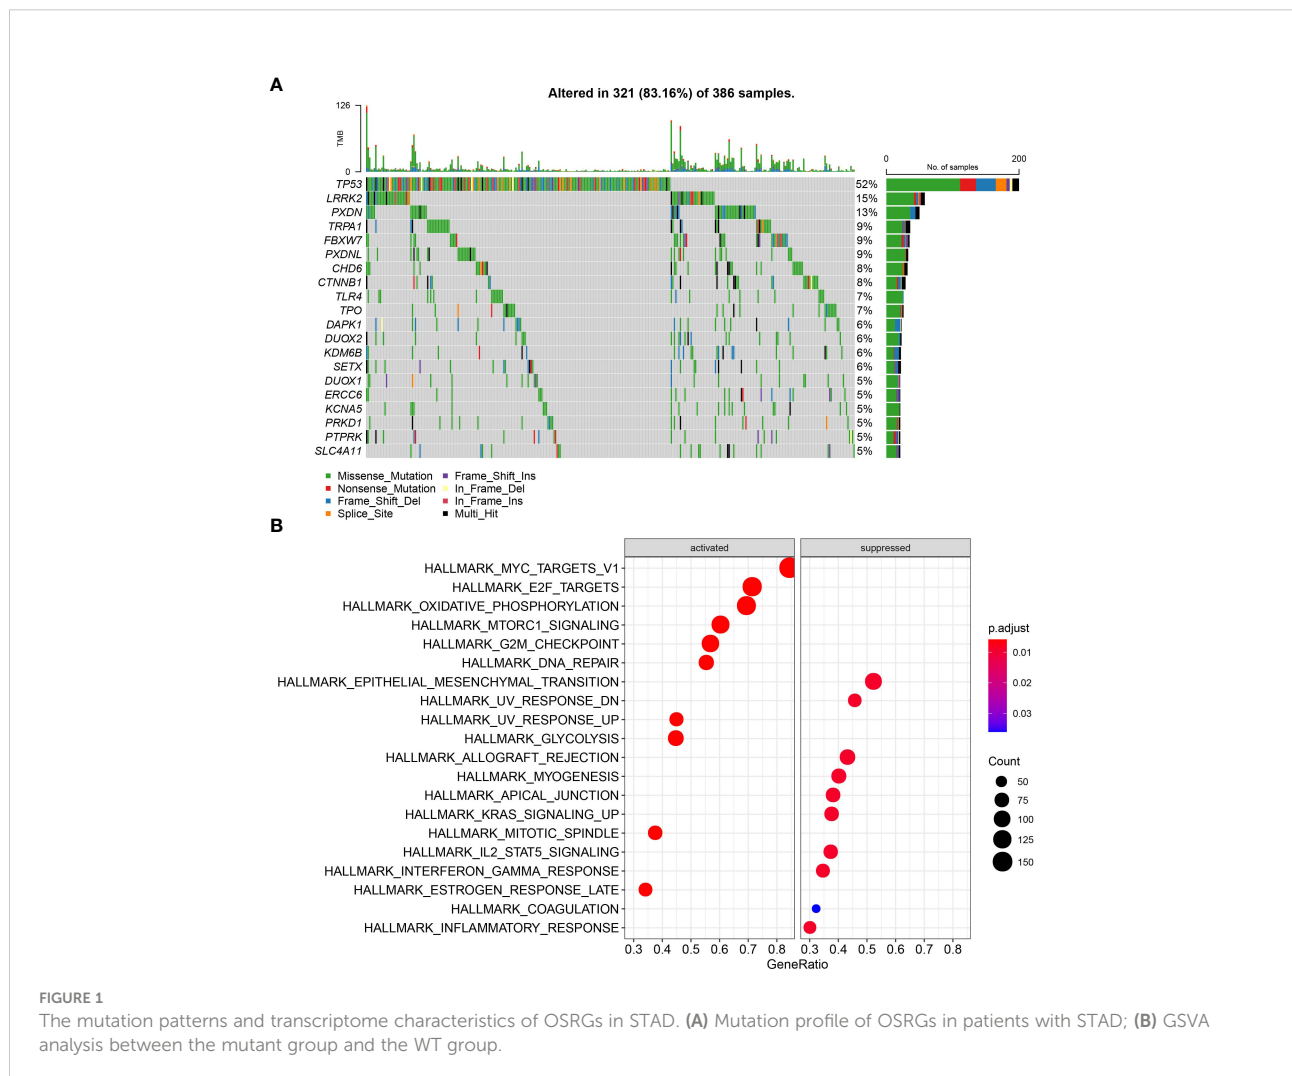 A
Altered in 321 (83.16%) of 386 samples.
126
TMB
0
0
200
No. of samples
TP53 52%
LRRK2 15%
PXDN 13%
TRPA1 9%
FBXW7 9%
PXDNL 9%
CHD6 8%
CTNNB1 8%
TLR4 7%
TPO 7%
DAPK1 6%
DUOX2 6%
KDM6B 6%
SETX 6%
DUOX1 5%
ERCC6 5%
KCNA5 5%
PRKD1 5%
PTPRK 5%
SLC4A11 5%
Missense_Mutation Frame_Shift_Ins
Nonsense_Mutation In_Frame_Del
Frame_Shift_Del In_Frame_Ins
Splice_Site Multi_Hit
B
activated suppressed
HALLMARK_MYC_TARGETS_V1
HALLMARK_E2F_TARGETS
HALLMARK_OXIDATIVE_PHOSPHORYLATION
HALLMARK_MTORC1_SIGNALING
HALLMARK_G2M_CHECKPOINT
HALLMARK_DNA_REPAIR
HALLMARK_EPITHELIAL_MESENCHYMAL_TRANSITION
HALLMARK_UV_RESPONSE_DN
HALLMARK_UV_RESPONSE_UP
HALLMARK_GLYCOLYSIS
HALLMARK_ALLOGRAFT_REJECTION
HALLMARK_MYOGENESIS
HALLMARK_APICAL_JUNCTION
HALLMARK_KRAS_SIGNALING_UP
HALLMARK_MITOTIC_SPINDLE
HALLMARK_IL2_STAT5_SIGNALING
HALLMARK_INTERFERON_GAMMA_RESPONSE
HALLMARK_ESTROGEN_RESPONSE_LATE
HALLMARK_COAGULATION
HALLMARK_INFLAMMATORY_RESPONSE
0.3 0.4 0.5 0.6 0.7 0.8 0.3 0.4 0.5 0.6 0.7 0.8
GeneRatio
p.adjust
0.01
0.02
0.03
Count
50
75
100
125
150
FIGURE 1
The mutation patterns and transcriptome characteristics of OSRGs in STAD. (A) Mutation profile of OSRGs in patients with STAD; (B) GSVA
analysis between the mutant group and the WT group.